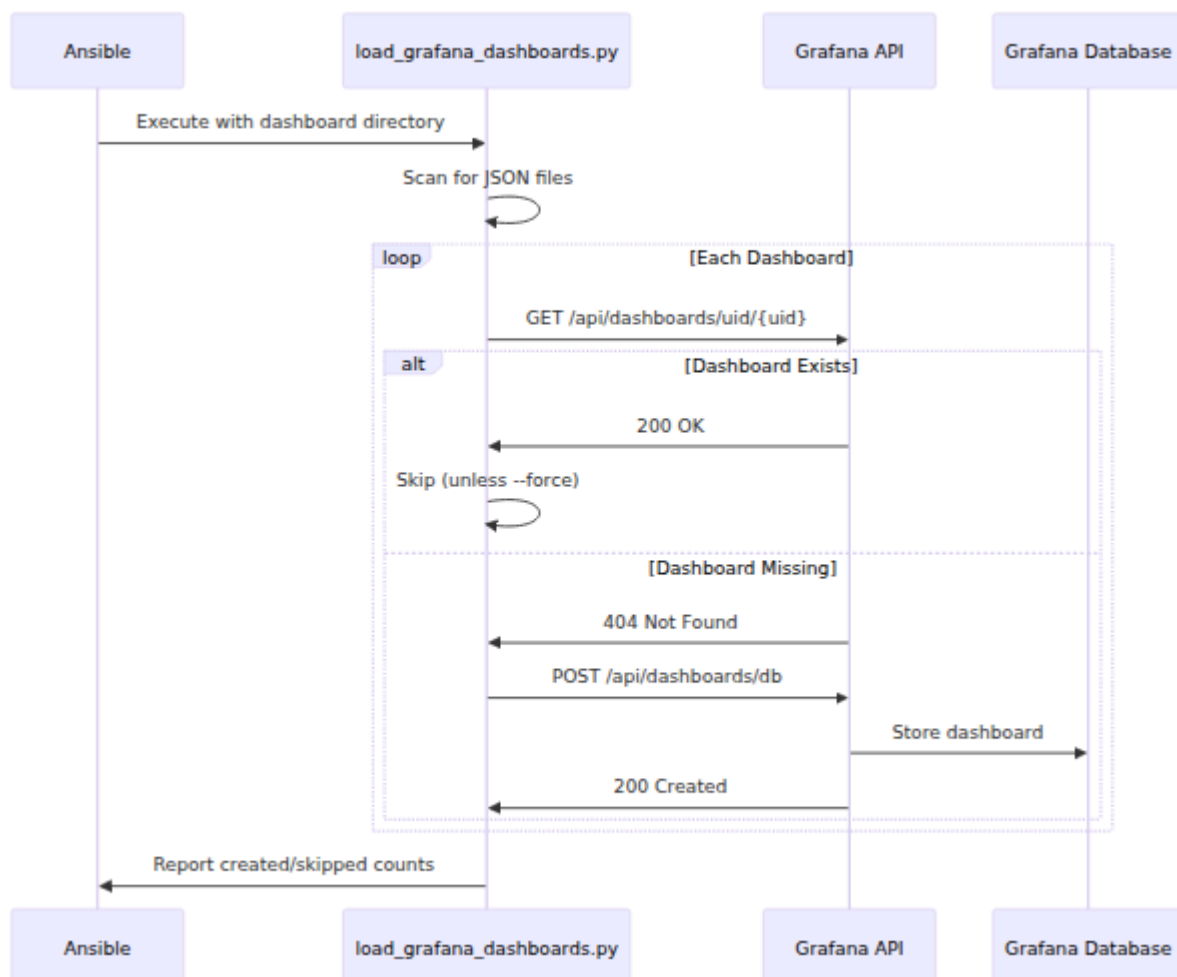 Ansible
load_grafana_dashboards.py
Grafana API
Grafana Database
Execute with dashboard directory
Scan for JSON files
loop
[Each Dashboard]
GET /api/dashboards/uid/{uid}
alt
[Dashboard Exists]
200 OK
Skip (unless --force)
[Dashboard Missing]
404 Not Found
POST /api/dashboards/db
Store dashboard
200 Created
Report created/skipped counts
Ansible
load_grafana_dashboards.py
Grafana API
Grafana Database